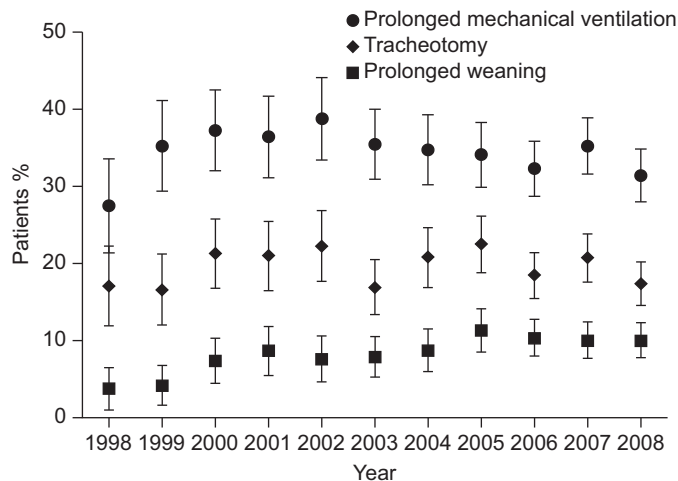 50
40
30
20
10
0
Patients %
Prolonged mechanical ventilation
Tracheotomy
Prolonged weaning
1998 1999 2000 2001 2002 2003 2004 2005 2006 2007 2008
Year